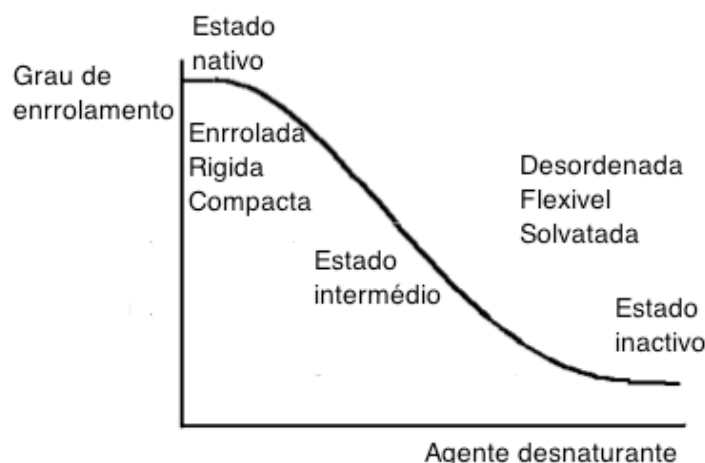 Estado
nativo
Grau de
enrrolamento
Enrrolada
Rigida
Compacta
Desordenada
Flexivel
Solvatada
Estado
intermédio
Estado
inactivo
Agente desnaturante